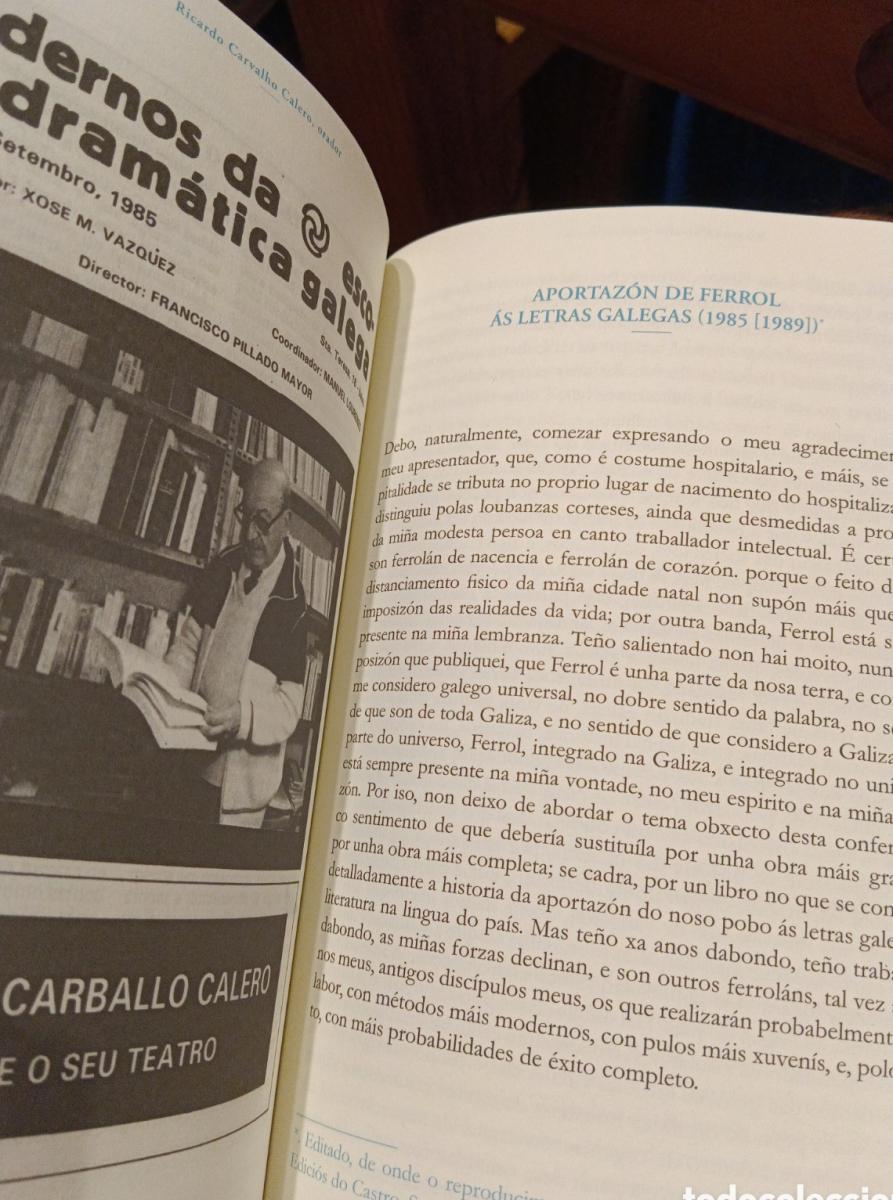 Ricardo Carvalho Calero, orador
dernos da esco-
dramática galega
Setembro, 1985
XOSE M. VAZQUEZ
Director: FRANCISCO PILLADO MAYOR
Coordinador: MANUEL
Sta. Teresa,
CARBALLO CALERO
E O SEU TEATRO
APORTAZÓN DE FERROL
ÁS LETRAS GALEGAS (1985 [1989])*
Debo, naturalmente, comezar expresando o meu agradecimen
meu apresentador, que, como é costume hospitalario, e máis, se
pitalidade se tributa no proprio lugar de nacimento do hospitaliza
distinguiu polas loubanzas corteses, ainda que desmedidas a pro
da miña modesta persoa en canto traballador intelectual. É cer
son ferrolán de nacencia e ferrolán de corazón. porque o feito d
distanciamento fisico da miña cidade natal non supón máis que
imposizón das realidades da vida; por outra banda, Ferrol está s
presente na miña lembranza. Teño salientado non hai moito, nun
posizón que publiquei, que Ferrol é unha parte da nosa terra, e co
me considero galego universal, no dobre sentido da palabra, no s
de que son de toda Galiza, e no sentido de que considero a Galiza
parte do universo, Ferrol, integrado na Galiza, e integrado no uni
está sempre presente na miña vontade, no meu espirito e na miña
zón. Por iso, non deixo de abordar o tema obxecto desta confer
co sentimento de que debería sustituíla por unha obra máis gra
por unha obra máis completa; se cadra, por un libro no que se con
detalladamente a historia da aportazón do noso pobo ás letras gale
literatura na lingua do país. Mas teño xa anos dabondo, teño trab
dabondo, as miñas forzas declinan, e son outros ferroláns, tal vez
nos meus, antigos discípulos meus, os que realizarán probabelment
labor, con métodos máis modernos, con pulos máis xuvenís, e, polo
to, con máis probabilidades de éxito completo.
*. Editado, de onde o reproducim
Ediciós do Castro,